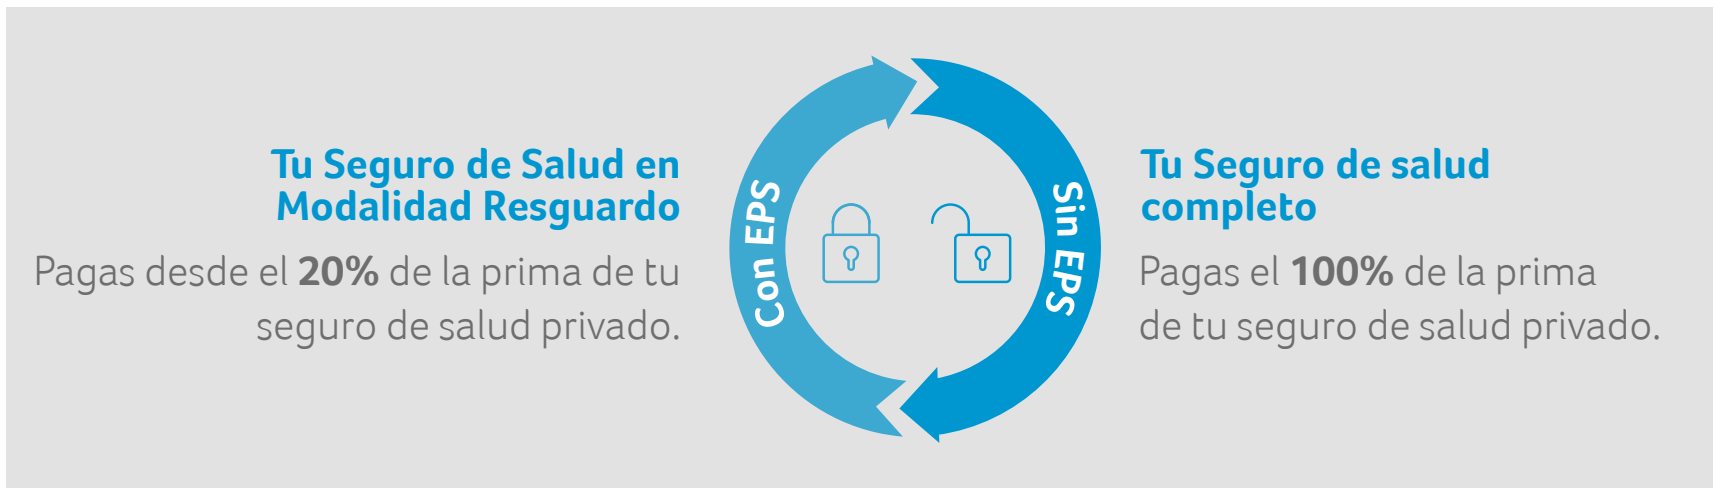 Tu Seguro de Salud en
Modalidad Resguardo
Pagas desde el 20% de la prima de tu
seguro de salud privado.
Con EPS
Sin EPS
Tu Seguro de salud
completo
Pagas el 100% de la prima
de tu seguro de salud privado.